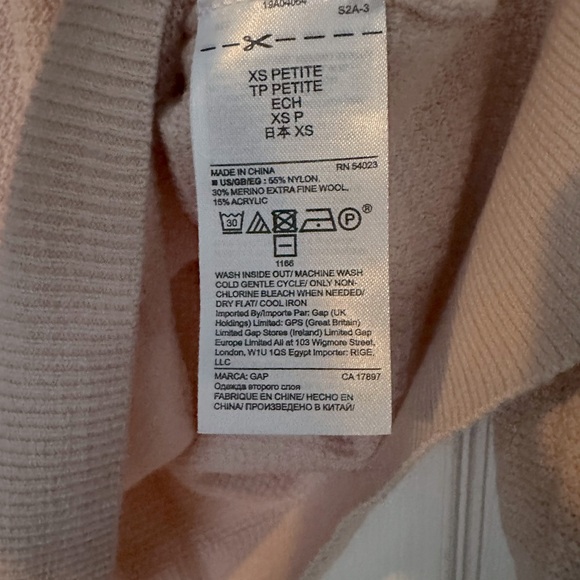 S2A-3
XS PETITE
TP PETITE
ECH
XS P
日本 XS
MADE IN CHINA RN 54023
US/GB/EG : 55% NYLON,
30% MERINO EXTRA FINE WOOL,
15% ACRYLIC
30 P ®
1166
WASH INSIDE OUT/ MACHINE WASH
COLD GENTLE CYCLE/ ONLY NON-
CHLORINE BLEACH WHEN NEEDED/
DRY FLAT/ COOL IRON
Imported By/Importe Par: Gap (UK
Holdings) Limited: GPS (Great Britain)
Limited Gap Stores (Ireland) Limited Gap
Europe Limited All at 103 Wigmore Street,
London, W1U 1QS Egypt Importer: RIGE,
LLC
MARCA: GAP CA 17897
Одежда второго слоя
FABRIQUE EN CHINE/ HECHO EN
CHINA/ ПРОИЗВЕДЕНО В КИТАЙ/